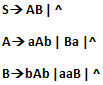 S→ AB | ^
A→ aAb | Ba |^
B→bAb |aaB | ^